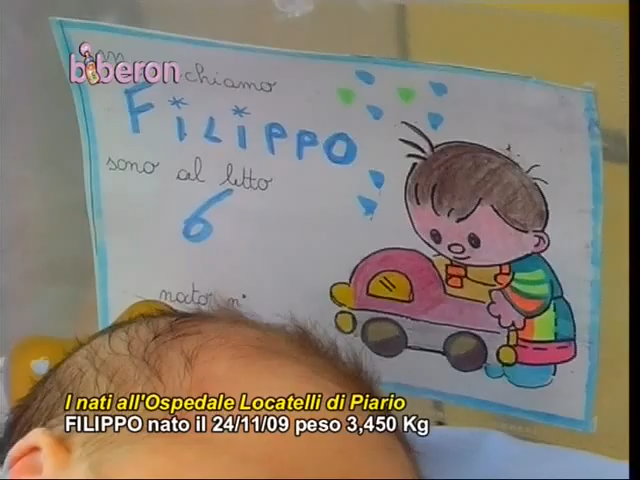 biberon
chiamo
FiLiPPO
sono al letto
6
n°
I nati all'Ospedale Locatelli di Piario
FILIPPO nato il 24/11/09 peso 3,450 Kg